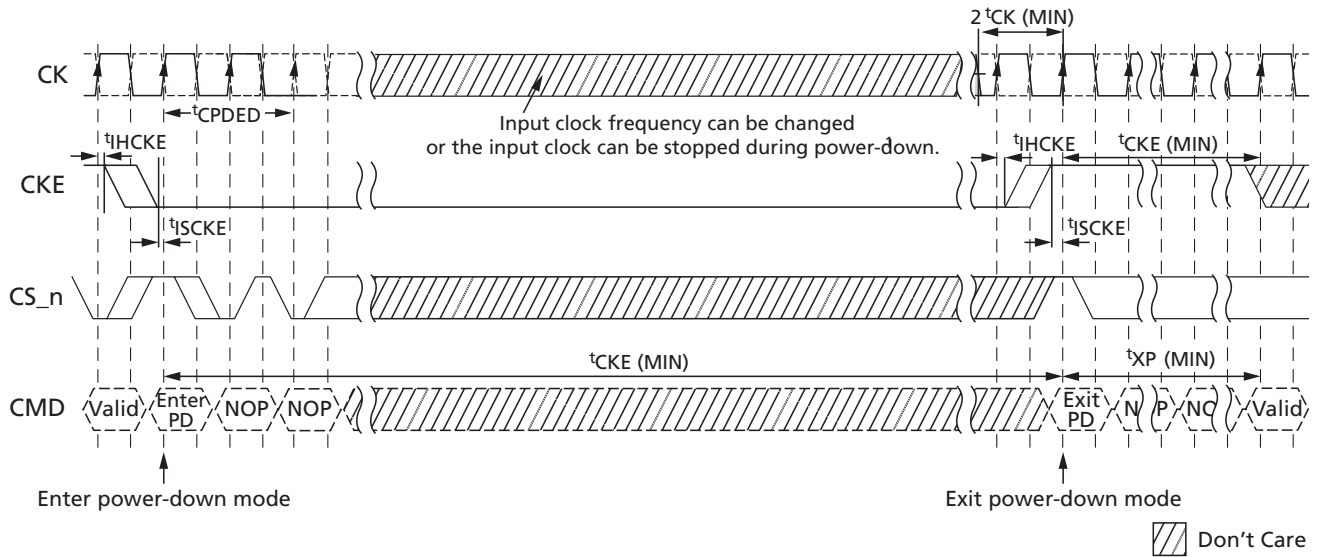 2 tCK (MIN)
CK
tCPDED
Input clock frequency can be changed
or the input clock can be stopped during power-down.
tIHCKE
tIHCKE
tCKE (MIN)
CKE
tISCKE
tISCKE
CS_n
tCKE (MIN)
tXP (MIN)
CMD
Valid
Enter
PD
NOP
NOP
Exit
PD
Valid
Enter power-down mode
Exit power-down mode
Don't Care